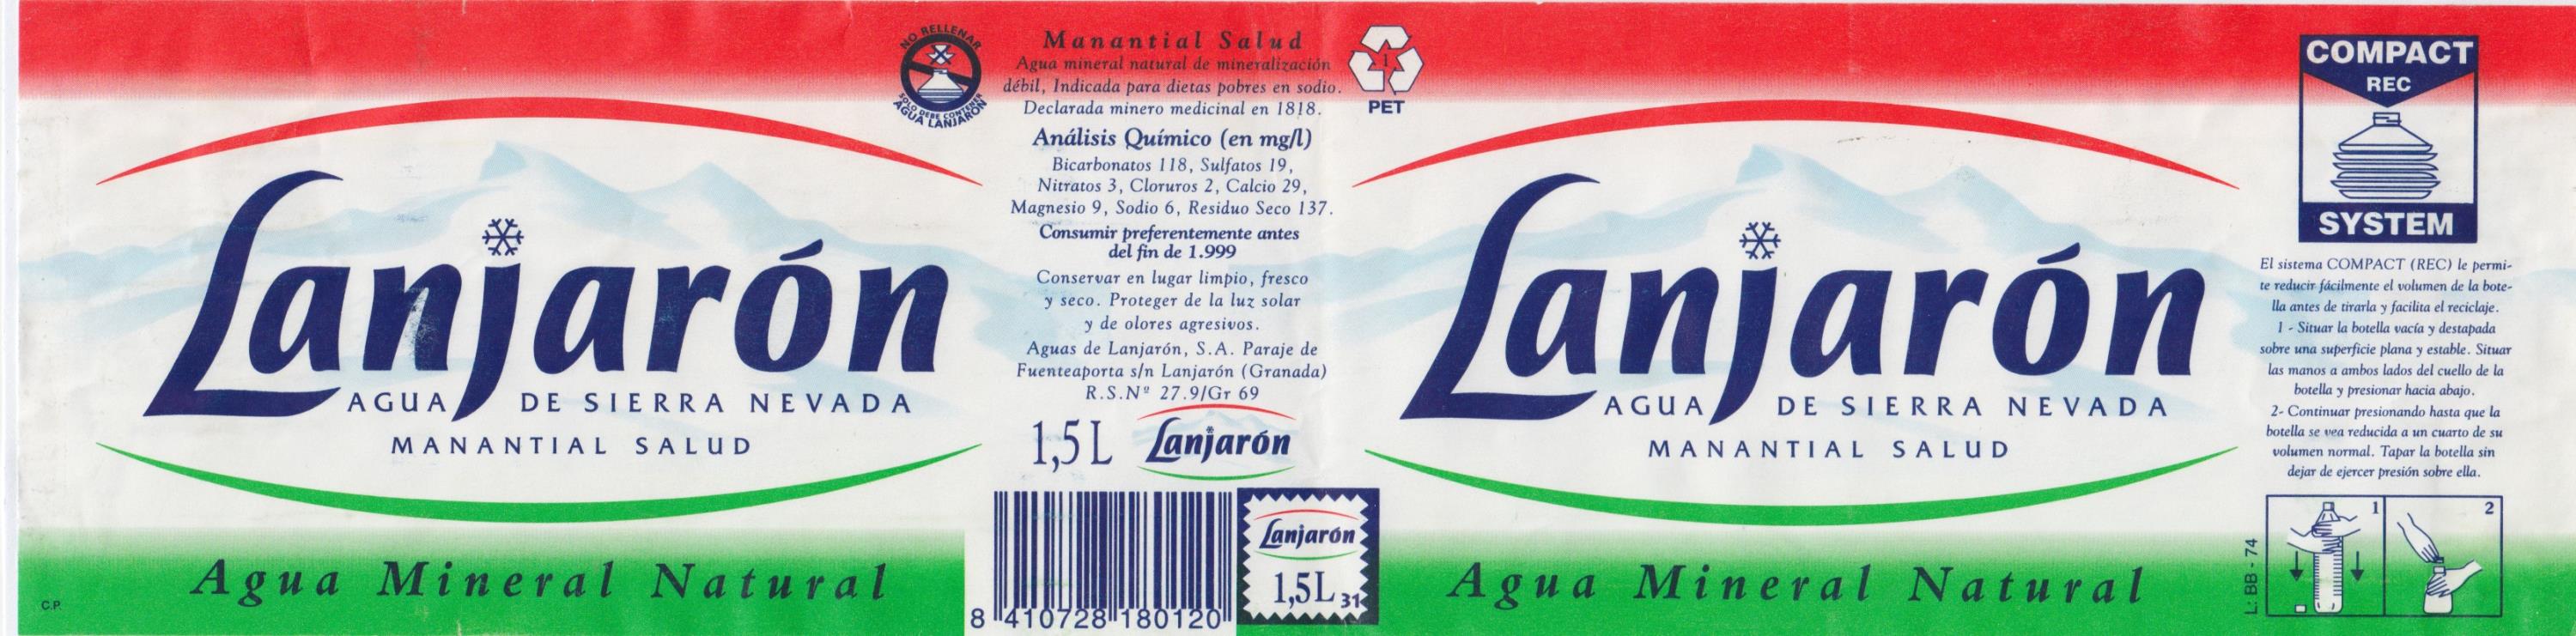 Lanjarón
AGUA DE SIERRA NEVADA
MANANTIAL SALUD
Agua Mineral Natural
C.P.
NO RELLENAR
SOLO DEBE CONTENER
AGUA LANJARON
Manantial Salud
Agua mineral natural de mineralización
débil, Indicada para dietas pobres en sodio.
Declarada minero medicinal en 1818.
Análisis Químico (en mg/l)
Bicarbonatos 118, Sulfatos 19,
Nitratos 3, Cloruros 2, Calcio 29,
Magnesio 9, Sodio 6, Residuo Seco 137.
Consumir preferentemente antes
del fin de 1.999
Conservar en lugar limpio, fresco
y seco. Proteger de la luz solar
y de olores agresivos.
Aguas de Lanjarón, S.A. Paraje de
Fuenteaporta s/n Lanjarón (Granada)
R.S.Nº 27.9/Gr 69
1,5 L Lanjarón
8 410728 180120
Lanjarón
1,5L 31
1
PET
Lanjarón
AGUA DE SIERRA NEVADA
MANANTIAL SALUD
Agua Mineral Natural
COMPACT
REC
SYSTEM
El sistema COMPACT (REC) le permi-
te reducir fácilmente el volumen de la bote-
lla antes de tirarla y facilita el reciclaje.
1 - Situar la botella vacía y destapada
sobre una superficie plana y estable. Situar
las manos a ambos lados del cuello de la
botella y presionar hacia abajo.
2- Continuar presionando hasta que la
botella se vea reducida a un cuarto de su
volumen normal. Tapar la botella sin
dejar de ejercer presión sobre ella.
1 2
L: BB - 74